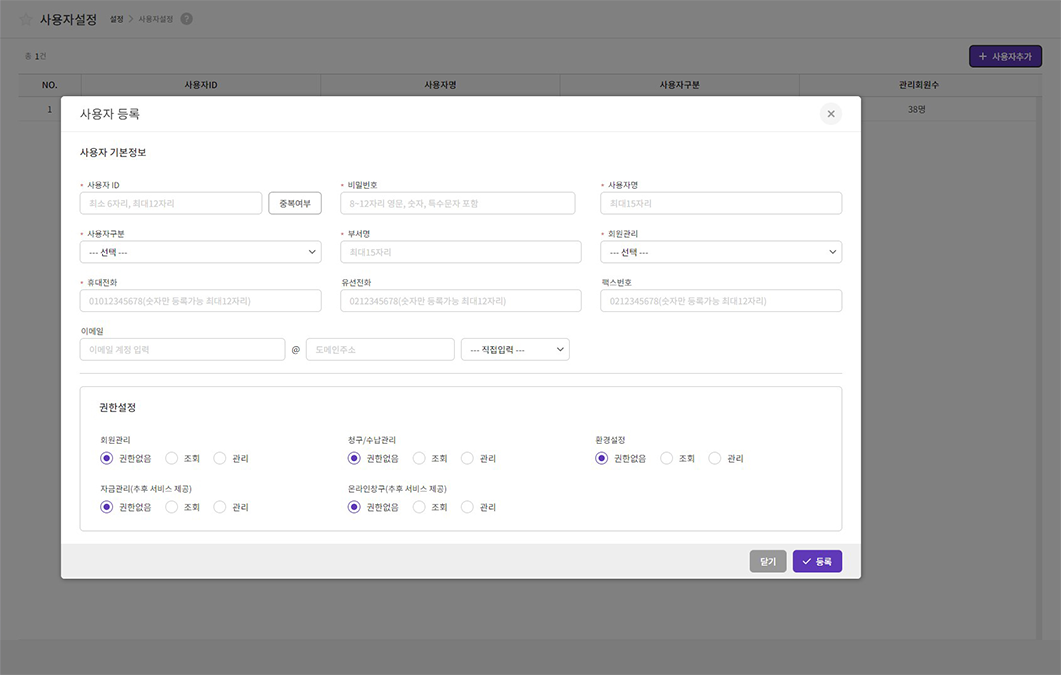 사용자설정 설정 > 사용자설정 ?
총 1건
+ 사용자추가
NO. 사용자ID 사용자명 사용자구분 관리회원수
1 38명
사용자 등록
사용자 기본정보
* 사용자 ID * 비밀번호 * 사용자명
최소 6자리, 최대12자리 중복여부 8~12자리 영문, 숫자, 특수문자 포함 최대15자리
* 사용자구분 * 부서명 * 회원관리
--- 선택 --- 최대15자리 --- 선택 ---
* 휴대전화 유선전화 팩스번호
01012345678(숫자만 등록가능 최대12자리) 0212345678(숫자만 등록가능 최대12자리) 0212345678(숫자만 등록가능 최대12자리)
이메일
이메일 계정 입력 @ 도메인주소 --- 직접입력 ---
권한설정
회원관리 청구/수납관리 환경설정
권한없음 조회 관리 권한없음 조회 관리 권한없음 조회 관리
자금관리(추후 서비스 제공) 온라인창구(추후 서비스 제공)
권한없음 조회 관리 권한없음 조회 관리
닫기 등록